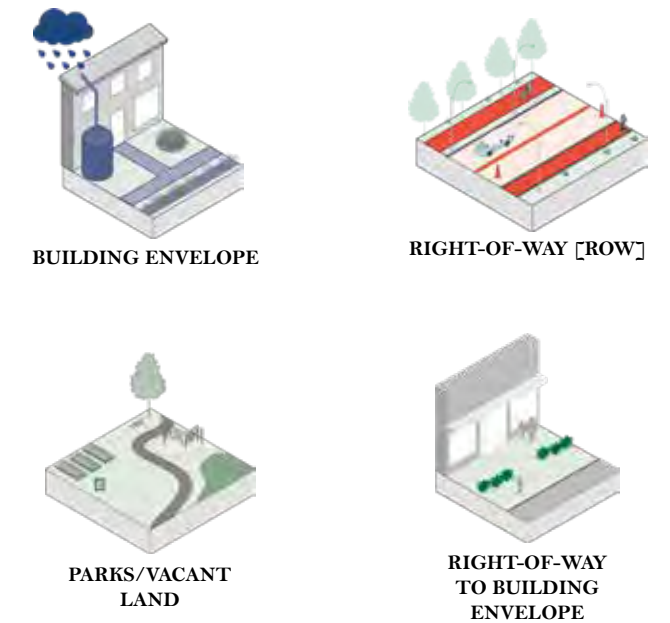 BUILDING ENVELOPE
RIGHT-OF-WAY [ROW]
PARKS/VACANT
LAND
RIGHT-OF-WAY
TO BUILDING
ENVELOPE